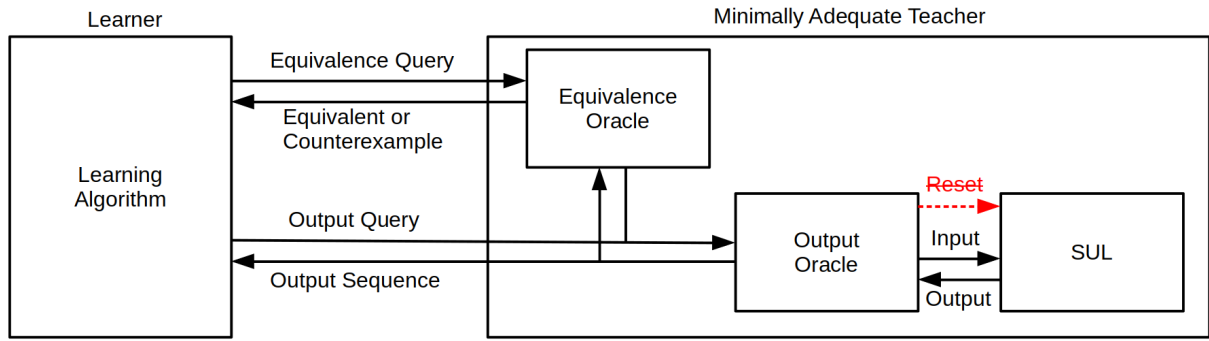 Learner
Minimally Adequate Teacher
Equivalence Query
Equivalence
Oracle
Equivalent or
Counterexample
Learning
Algorithm
Reset
Output Query
Output
Oracle
Input
SUL
Output Sequence
Output